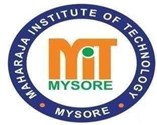 MAHARAJA INSTITUTE OF TECHNOLOGY
MiT
MYSORE
* MYSORE *